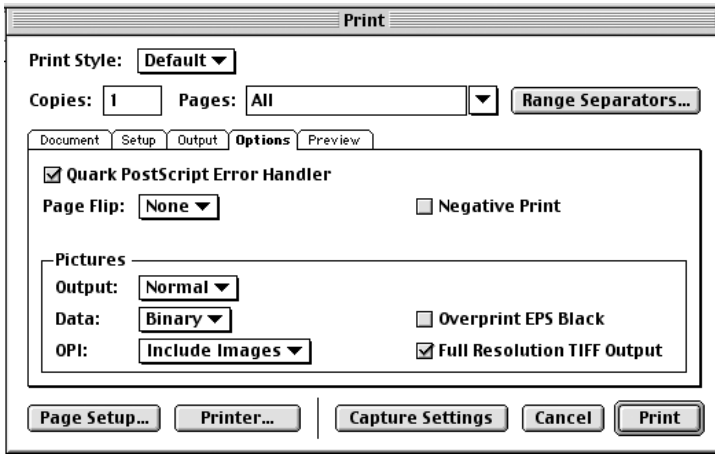 Print
Print Style: Default
Copies: 1 Pages: All Range Separators...
Document Setup Output Options Preview
Quark PostScript Error Handler
Page Flip: None Negative Print
Pictures
Output: Normal
Data: Binary Overprint EPS Black
OPI: Include Images Full Resolution TIFF Output
Page Setup... Printer... Capture Settings Cancel Print